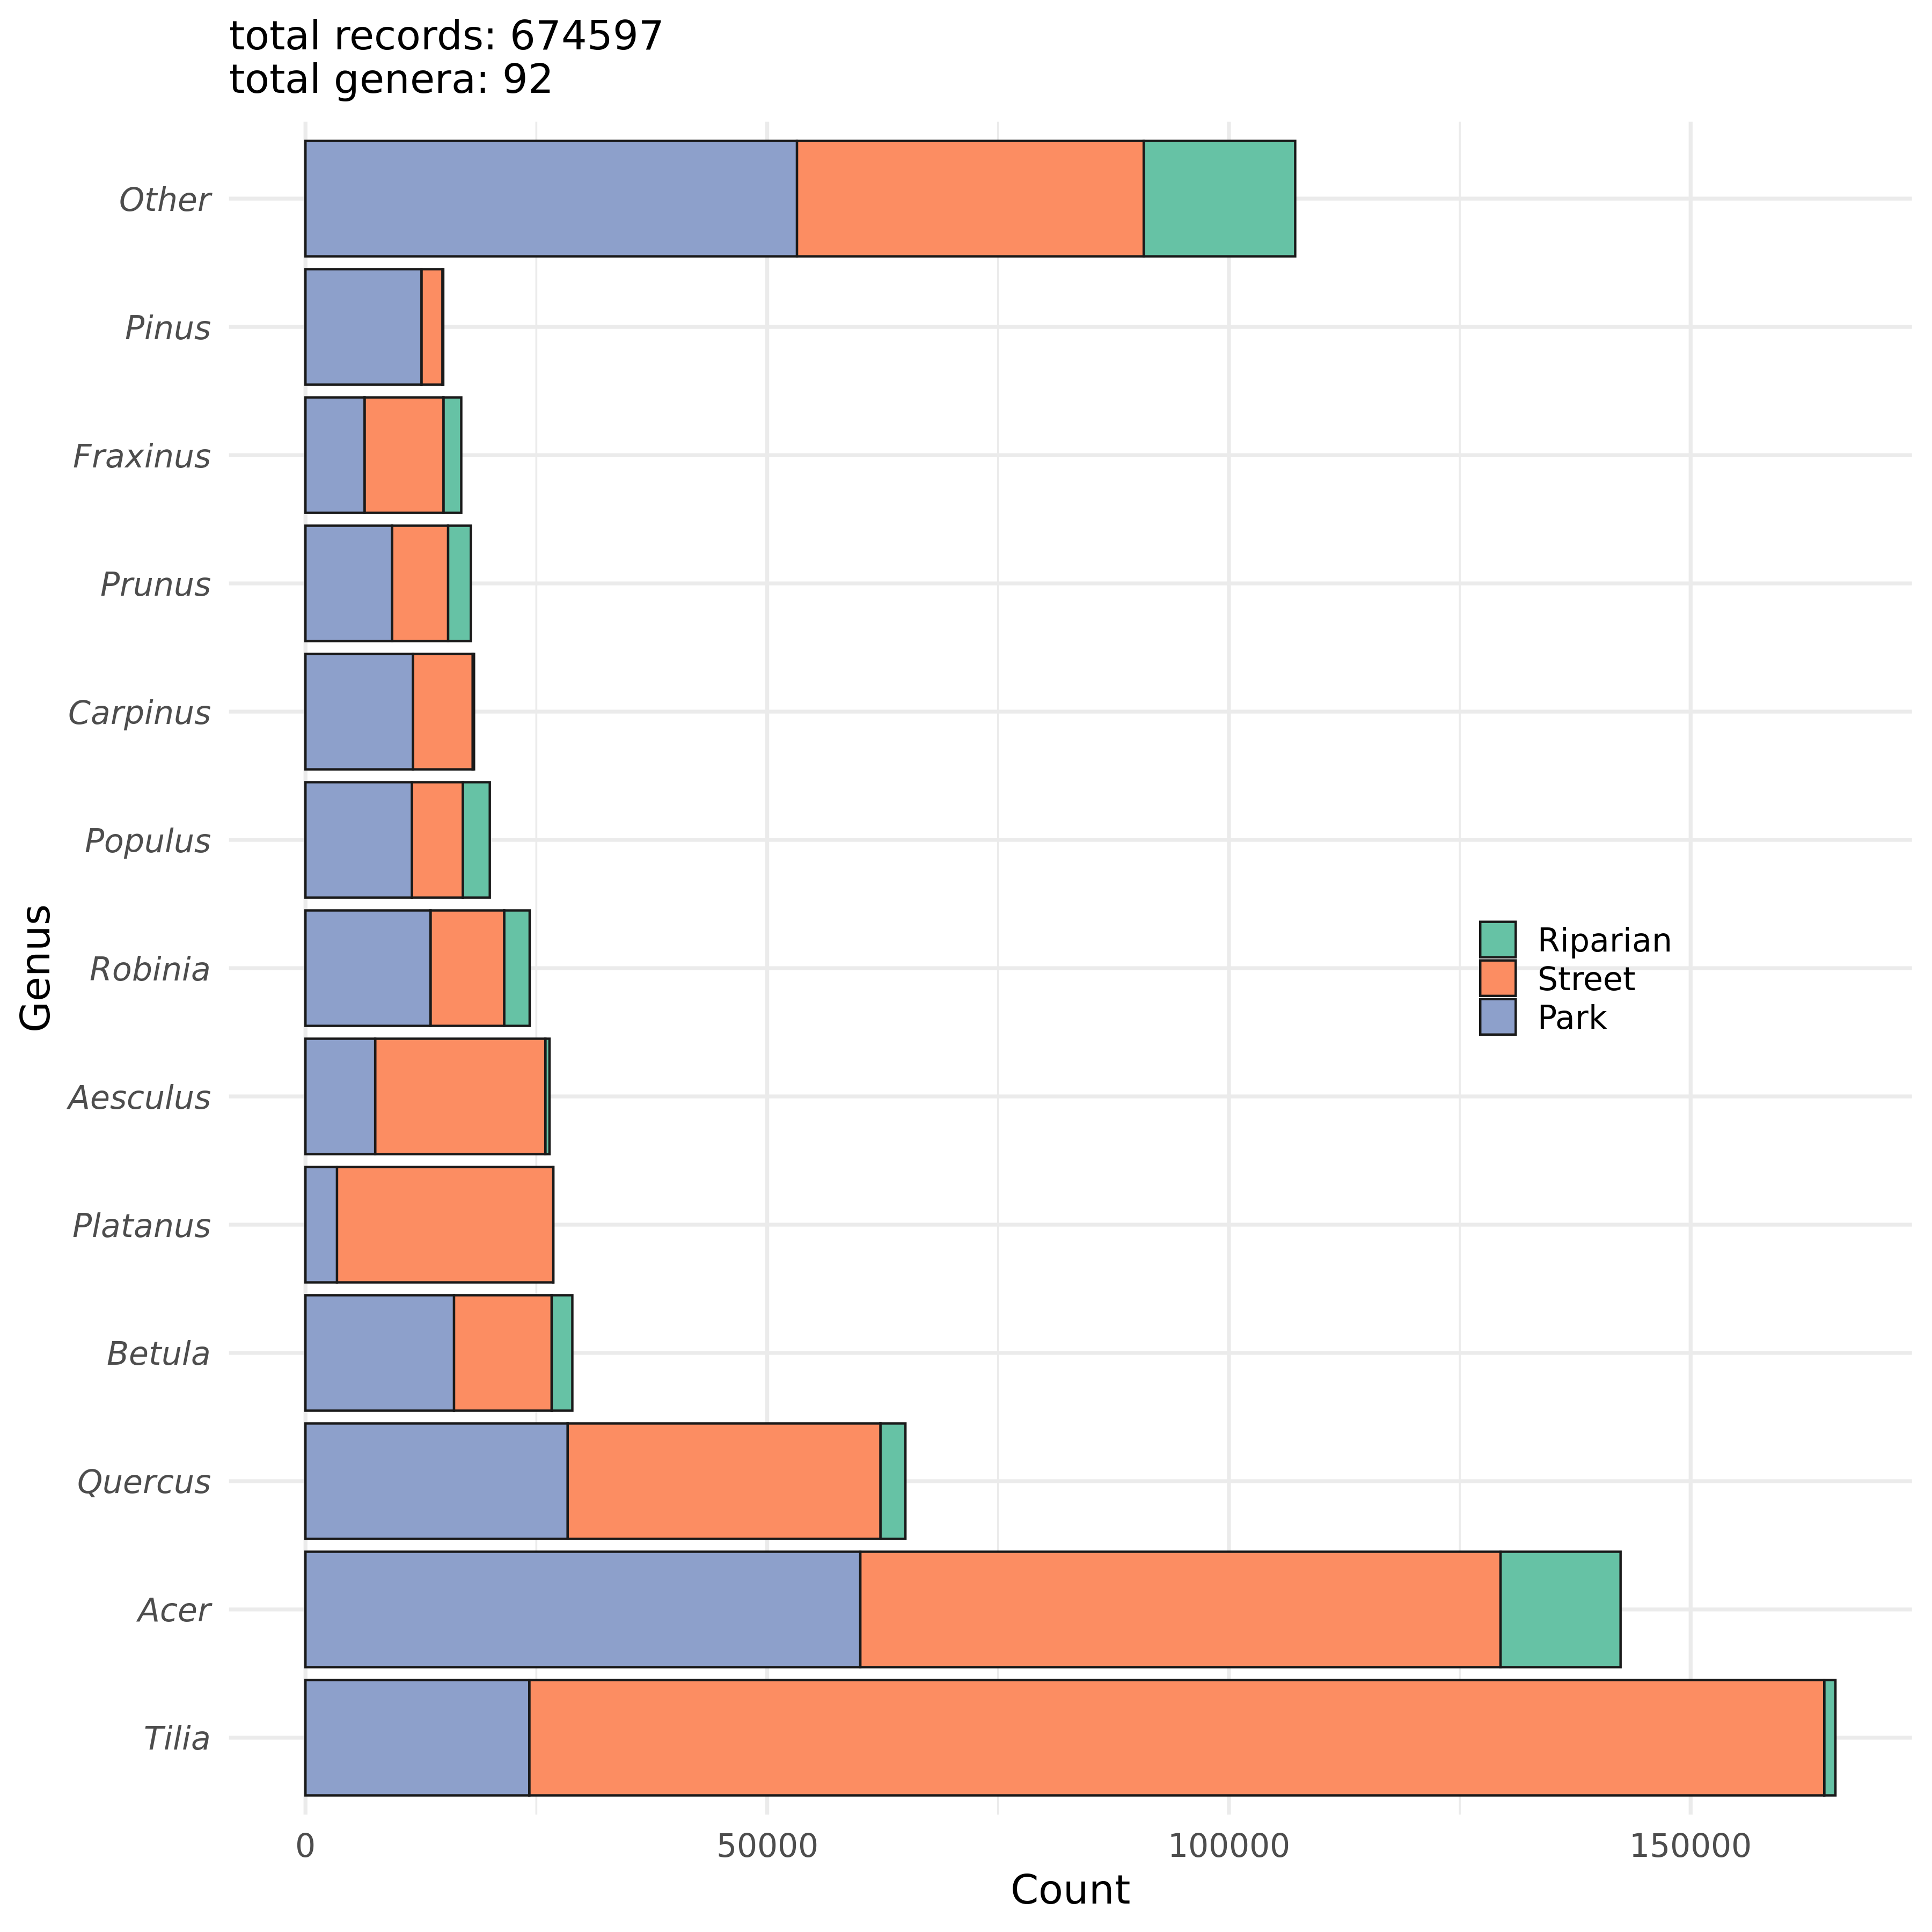 total records: 674597
total genera: 92
Other
Pinus
Fraxinus
Prunus
Carpinus
Populus
Robinia
Aesculus
Platanus
Betula
Quercus
Acer
Tilia
Genus
Riparian
Street
Park
0 50000 100000 150000
Count